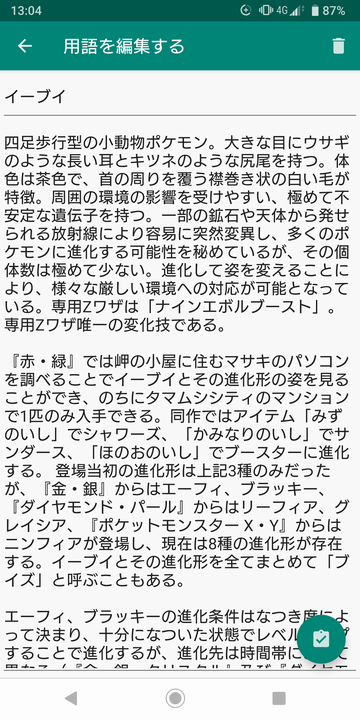 13:04
4G
87%
用語を編集する
イーブイ
四足歩行型の小動物ポケモン。大きな目にウサギ
のような長い耳とキツネのような尻尾を持つ。体
色は茶色で、首の周りを覆う襟巻き状の白い毛が
特徴。周囲の環境の影響を受けやすい、極めて不
安定な遺伝子を持つ。一部の鉱石や天体から発せ
られる放射線により容易に突然変異し、多くのポ
ケモンに進化する可能性を秘めているが、その個
体数は極めて少ない。進化して姿を変えることに
より、様々な厳しい環境への対応が可能となって
いる。専用Zワザは「ナインエボルブースト」。
専用Zワザ唯一の変化技である。
『赤・緑』では岬の小屋に住むマサキのパソコン
を調べることでイーブイとその進化形の姿を見る
ことができ、のちにタマムシシティのマンション
で1匹のみ入手できる。同作ではアイテム「みず
のいし」でシャワーズ、「かみなりのいし」でサ
ンダース、「ほのおのいし」でブースターに進化
する。 登場当初の進化形は上記3種のみだった
が、『金・銀』からはエーフィ、ブラッキー、
『ダイヤモンド・パール』からはリーフィア、グ
レイシア、『ポケットモンスター X・Y』からは
ニンフィアが登場し、現在は8種の進化形が存在
する。イーブイとその進化形を全てまとめて「ブ
イズ」と呼ぶこともある。
エーフィ、ブラッキーの進化条件はなつき度によ
って決まり、十分になついた状態でレベル
することで進化するが、進化先は時間帯に